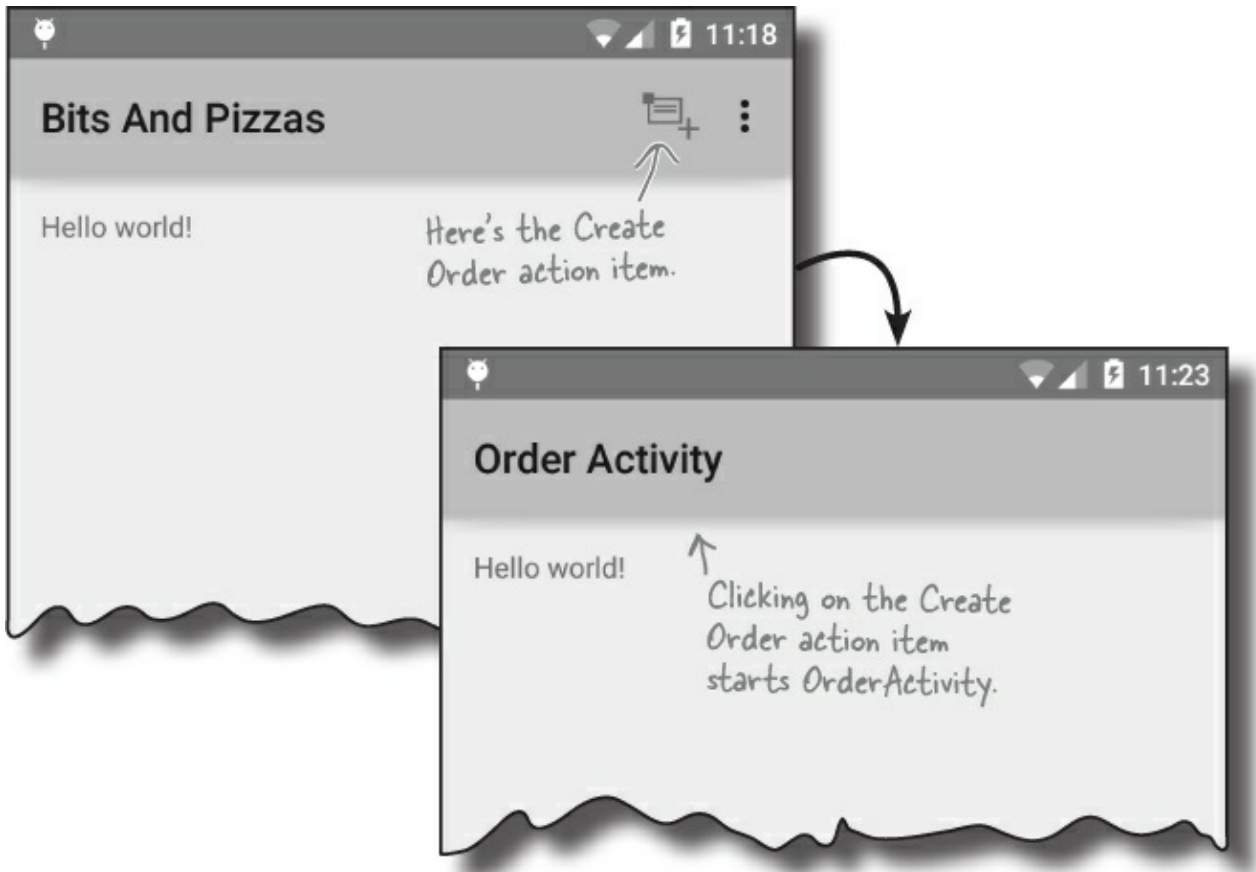 11:18
Bits And Pizzas
Hello world!
Here's the Create
Order action item.
11:23
Order Activity
Hello world!
Clicking on the Create
Order action item
starts OrderActivity.